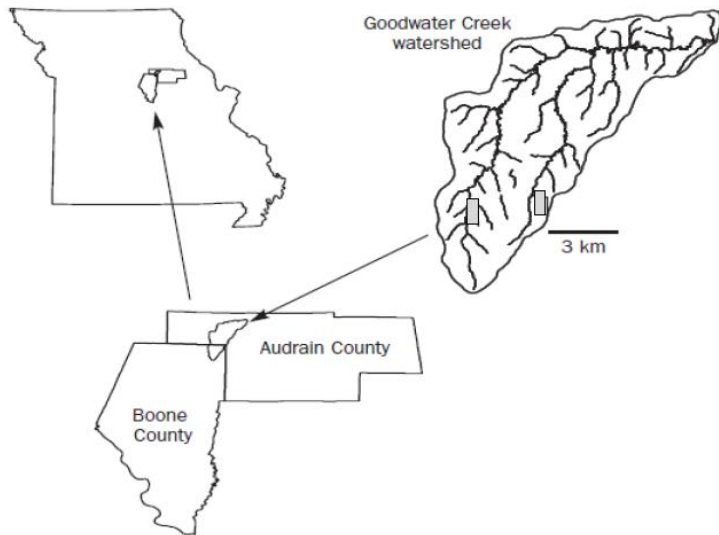 Goodwater Creek
watershed
3 km
Audrain County
Boone
County